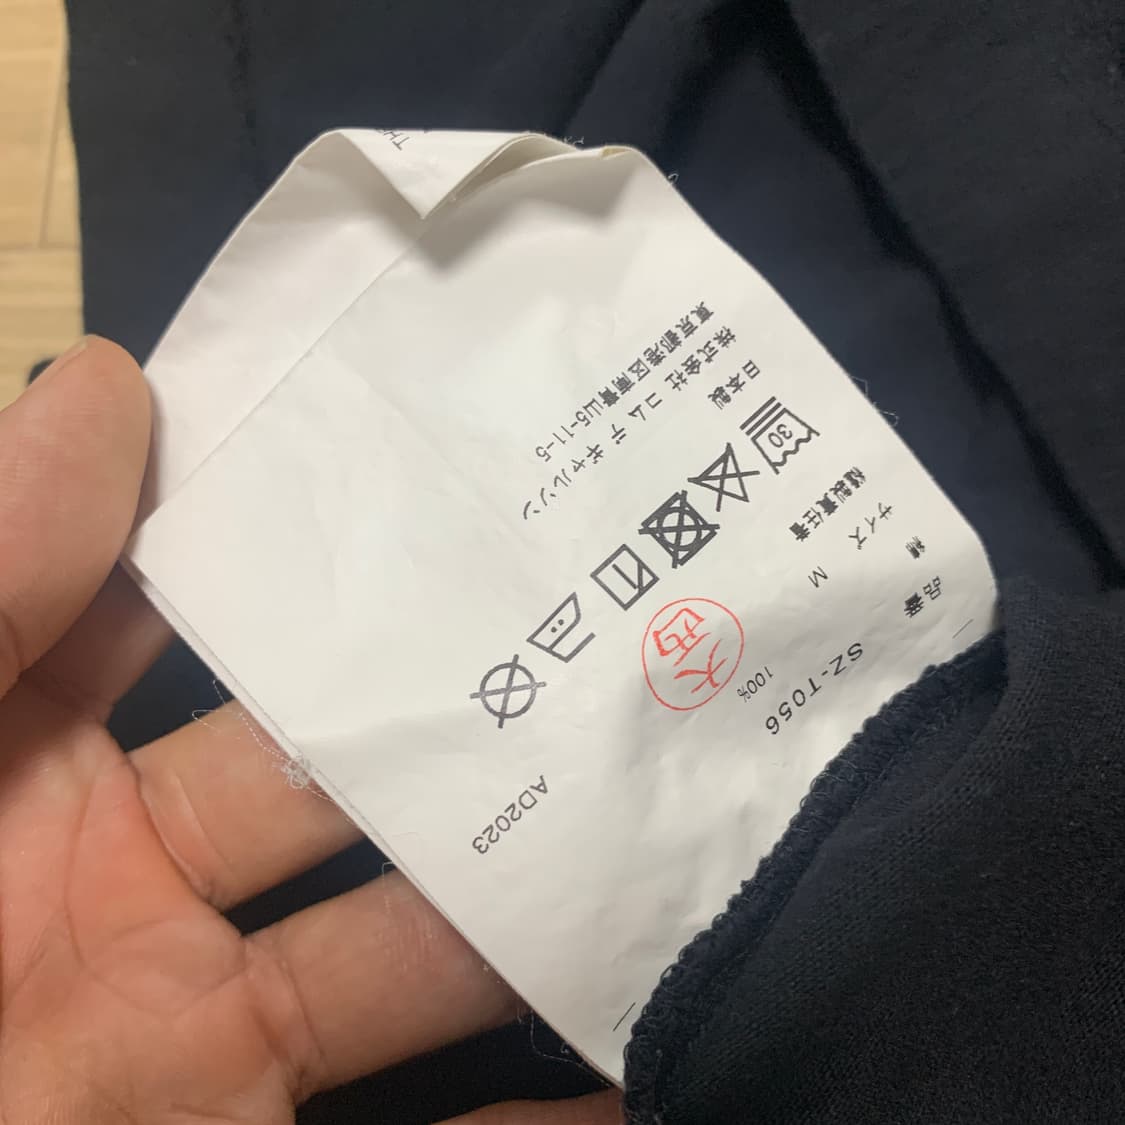 品番 SZ-T056
綿 100%
サイズ M
縫製責任者 大西
30
日本製
株式会社 コム デ ギャルソン
東京都港区南青山5-11-5
AD2023